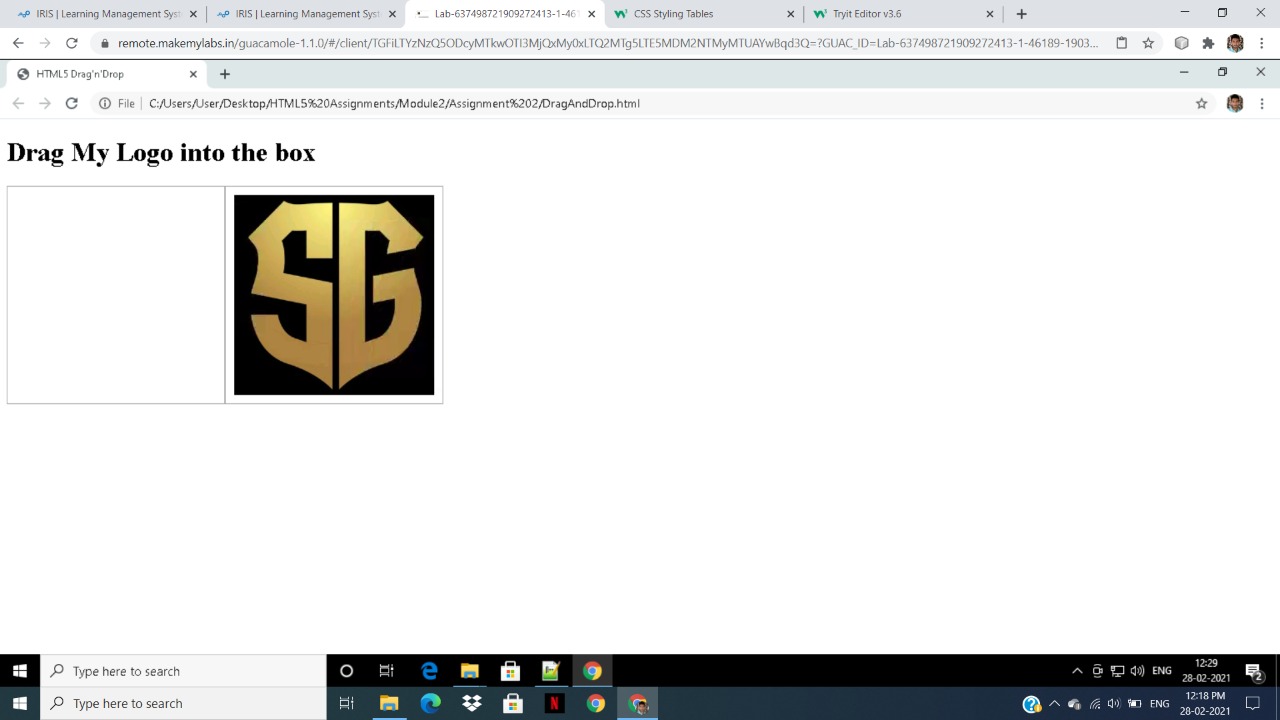 IRIS | Learning Management Syst
IRIS | Learning Management Syst
Lab-637498721909272413-1-461
CSS Styling Tables
Tryit Editor v3.6
remote.makemylabs.in/guacamole-1.1.0/#/client/TGFiLTYzNzQ5ODcyMTkwOTI3MjQxMy0xLTQ2MTg5LTE5MDM2NTMyMTUAYwBqd3Q=?GUAC_ID=Lab-637498721909272413-1-46189-1903...
HTML5 Drag'n'Drop
File
C:/Users/User/Desktop/HTML5%20Assignments/Module2/Assignment%202/DragAndDrop.html
Drag My Logo into the box
SG
Type here to search
ENG
12:29
28-02-2021
2
Type here to search
N
ENG
12:18 PM
28-02-2021